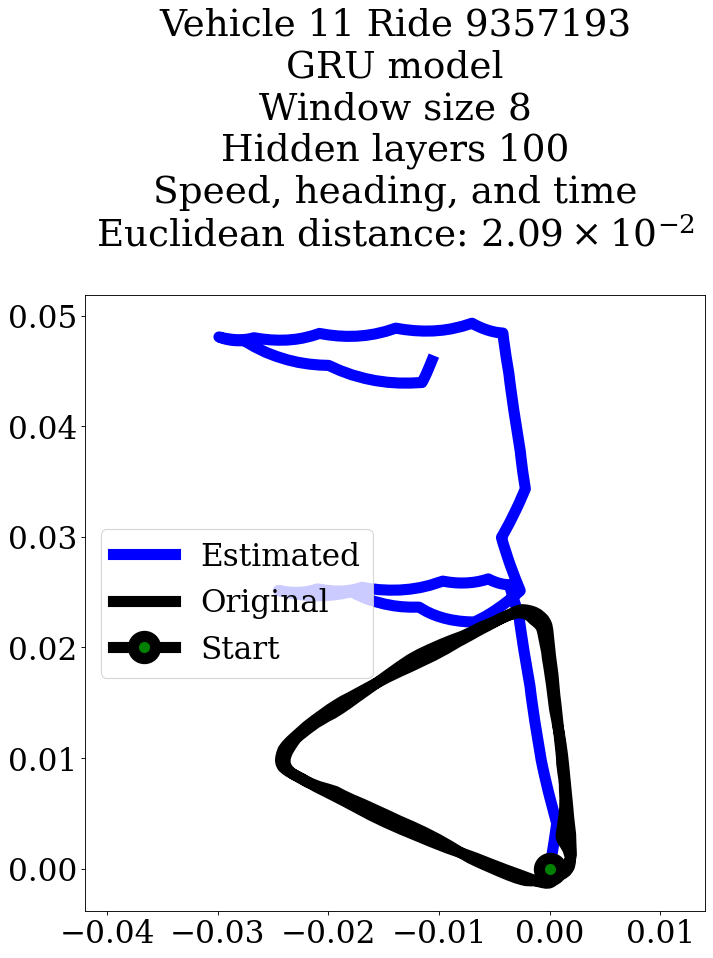 Vehicle 11 Ride 9357193
GRU model
Window size 8
Hidden layers 100
Speed, heading, and time
Euclidean distance: 2.09 × 10⁻²
0.05
0.04
0.03
0.02
0.01
0.00
Estimated
Original
Start
−0.04 −0.03 −0.02 −0.01 0.00 0.01